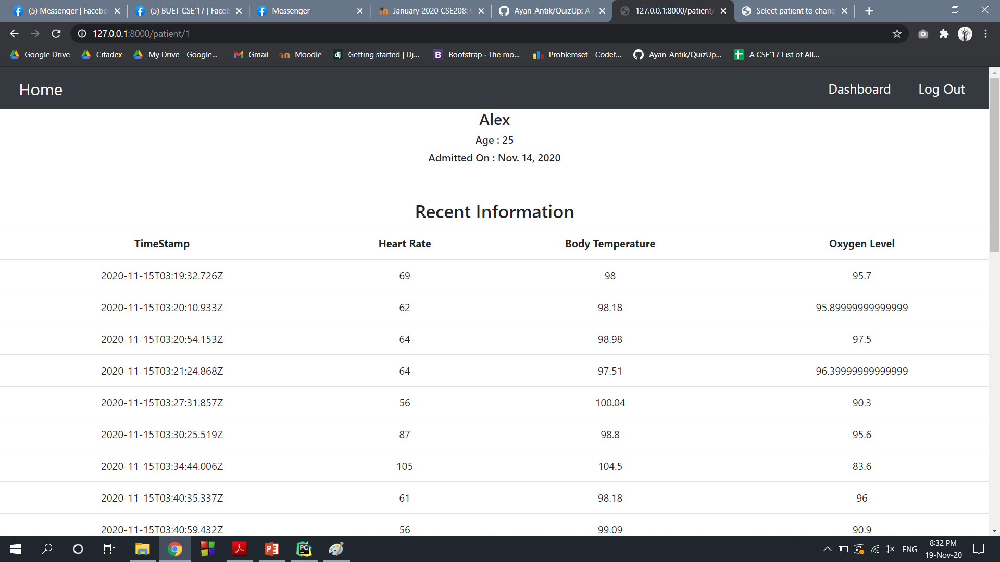 (5) Messenger | Facebo
(5) BUET CSE'17 | Faceb
Messenger
January 2020 CSE208:
Ayan-Antik/QuizUp: A
127.0.0.1:8000/patient/
Select patient to chang
127.0.0.1:8000/patient/1
Google Drive
Citadex
My Drive - Google...
Gmail
Moodle
dj Getting started | Dj...
B Bootstrap · The mo...
Problemset - Codef...
Ayan-Antik/QuizUp...
A CSE'17 List of All...
Home Dashboard Log Out
Alex
Age : 25
Admitted On : Nov. 14, 2020
Recent Information
TimeStamp Heart Rate Body Temperature Oxygen Level
2020-11-15T03:19:32.726Z 69 98 95.7
2020-11-15T03:20:10.933Z 62 98.18 95.89999999999999
2020-11-15T03:20:54.153Z 64 98.98 97.5
2020-11-15T03:21:24.868Z 64 97.51 96.39999999999999
2020-11-15T03:27:31.857Z 56 100.04 90.3
2020-11-15T03:30:25.519Z 87 98.8 95.6
2020-11-15T03:34:44.006Z 105 104.5 83.6
2020-11-15T03:40:35.337Z 61 98.18 96
2020-11-15T03:40:59.432Z 56 99.09 90.9
PC
ENG
8:32 PM
19-Nov-20